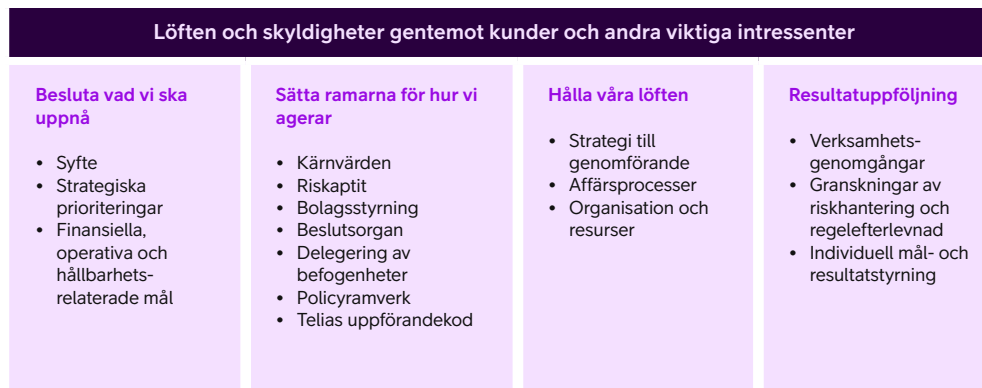 Löften och skyldigheter gentemot kunder och andra viktiga intressenter
Besluta vad vi ska
uppnå
• Syfte
• Strategiska
prioriteringar
• Finansiella,
operativa och
hållbarhets-
relaterade mål
Sätta ramarna för hur vi
agerar
• Kärnvärden
• Riskaptit
• Bolagsstyrning
• Beslutsorgan
• Delegering av
befogenheter
• Policyramverk
• Telias uppförandekod
Hålla våra löften
• Strategi till
genomförande
• Affärsprocesser
• Organisation och
resurser
Resultatuppföljning
• Verksamhets-
genomgångar
• Granskningar av
riskhantering och
regelefterlevnad
• Individuell mål- och
resultatstyrning